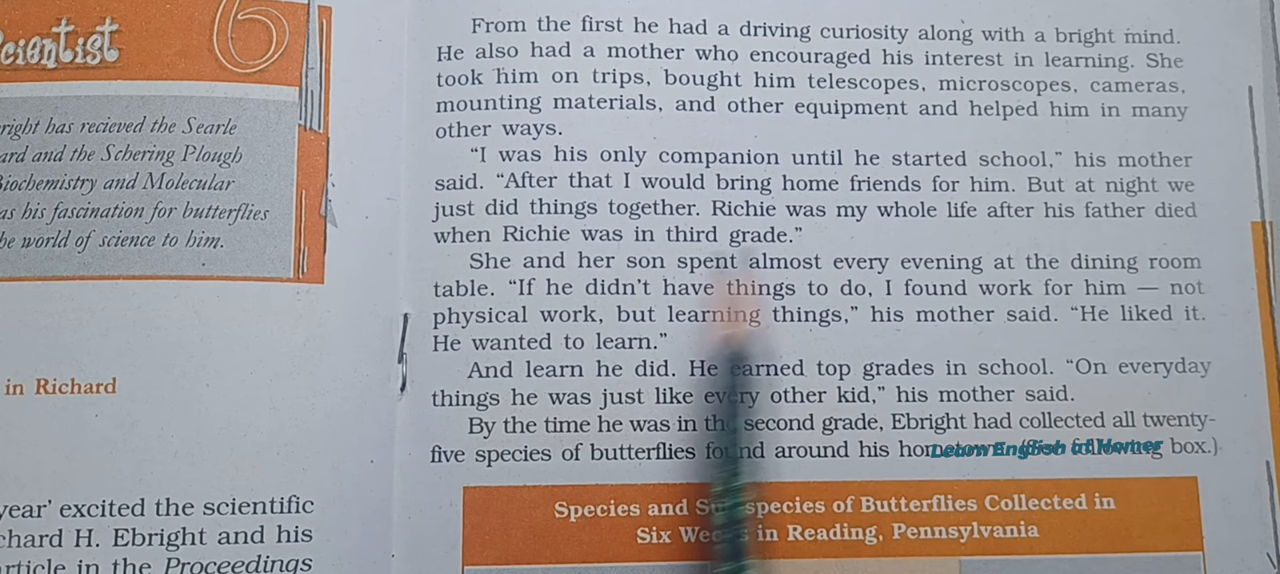 cientist
6
right has recieved the Searle
ard and the Schering Plough
Biochemistry and Molecular
as his fascination for butterflies
he world of science to him.
in Richard
year' excited the scientific
chard H. Ebright and his
rticle in the Proceedings
From the first he had a driving curiosity along with a bright mind.
He also had a mother who encouraged his interest in learning. She
took him on trips, bought him telescopes, microscopes, cameras,
mounting materials, and other equipment and helped him in many
other ways.
“I was his only companion until he started school,” his mother
said. “After that I would bring home friends for him. But at night we
just did things together. Richie was my whole life after his father died
when Richie was in third grade.”
She and her son spent almost every evening at the dining room
table. “If he didn't have things to do, I found work for him — not
physical work, but learning things,” his mother said. “He liked it.
He wanted to learn.”
And learn he did. He earned top grades in school. “On everyday
things he was just like every other kid,” his mother said.
By the time he was in the second grade, Ebright had collected all twenty-
five species of butterflies found around his hometown. (See following box.)
Learn English at Home
Species and Subspecies of Butterflies Collected in
Six Weeks in Reading, Pennsylvania